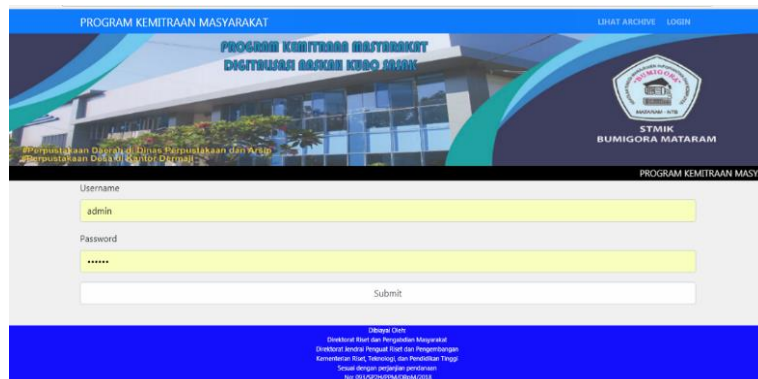 PROGRAM KEMITRAAN MASYARAKAT
LIHAT ARCHIVE LOGIN
PROGRAM KEMITRAAN MASYARAKAT
DIGITALISASI NASKAH KUNO SASAK
#Perpustakaan Daerah di Dinas Perpustakaan dan Arsip
#Perpustakaan Desa di Kantor Dermaji
"BUMIGORA"
MATARAM - NTB
STMIK
BUMIGORA MATARAM
PROGRAM KEMITRAAN MASY
Username
admin
Password
••••••
Submit
Dibiayai Oleh:
Direktorat Riset dan Pengabdian Masyarakat
Direktorat Jendral Penguat Riset dan Pengembangan
Kementerian Riset, Teknologi, dan Pendidikan Tinggi
Sesuai dengan perjanjian pendanaan